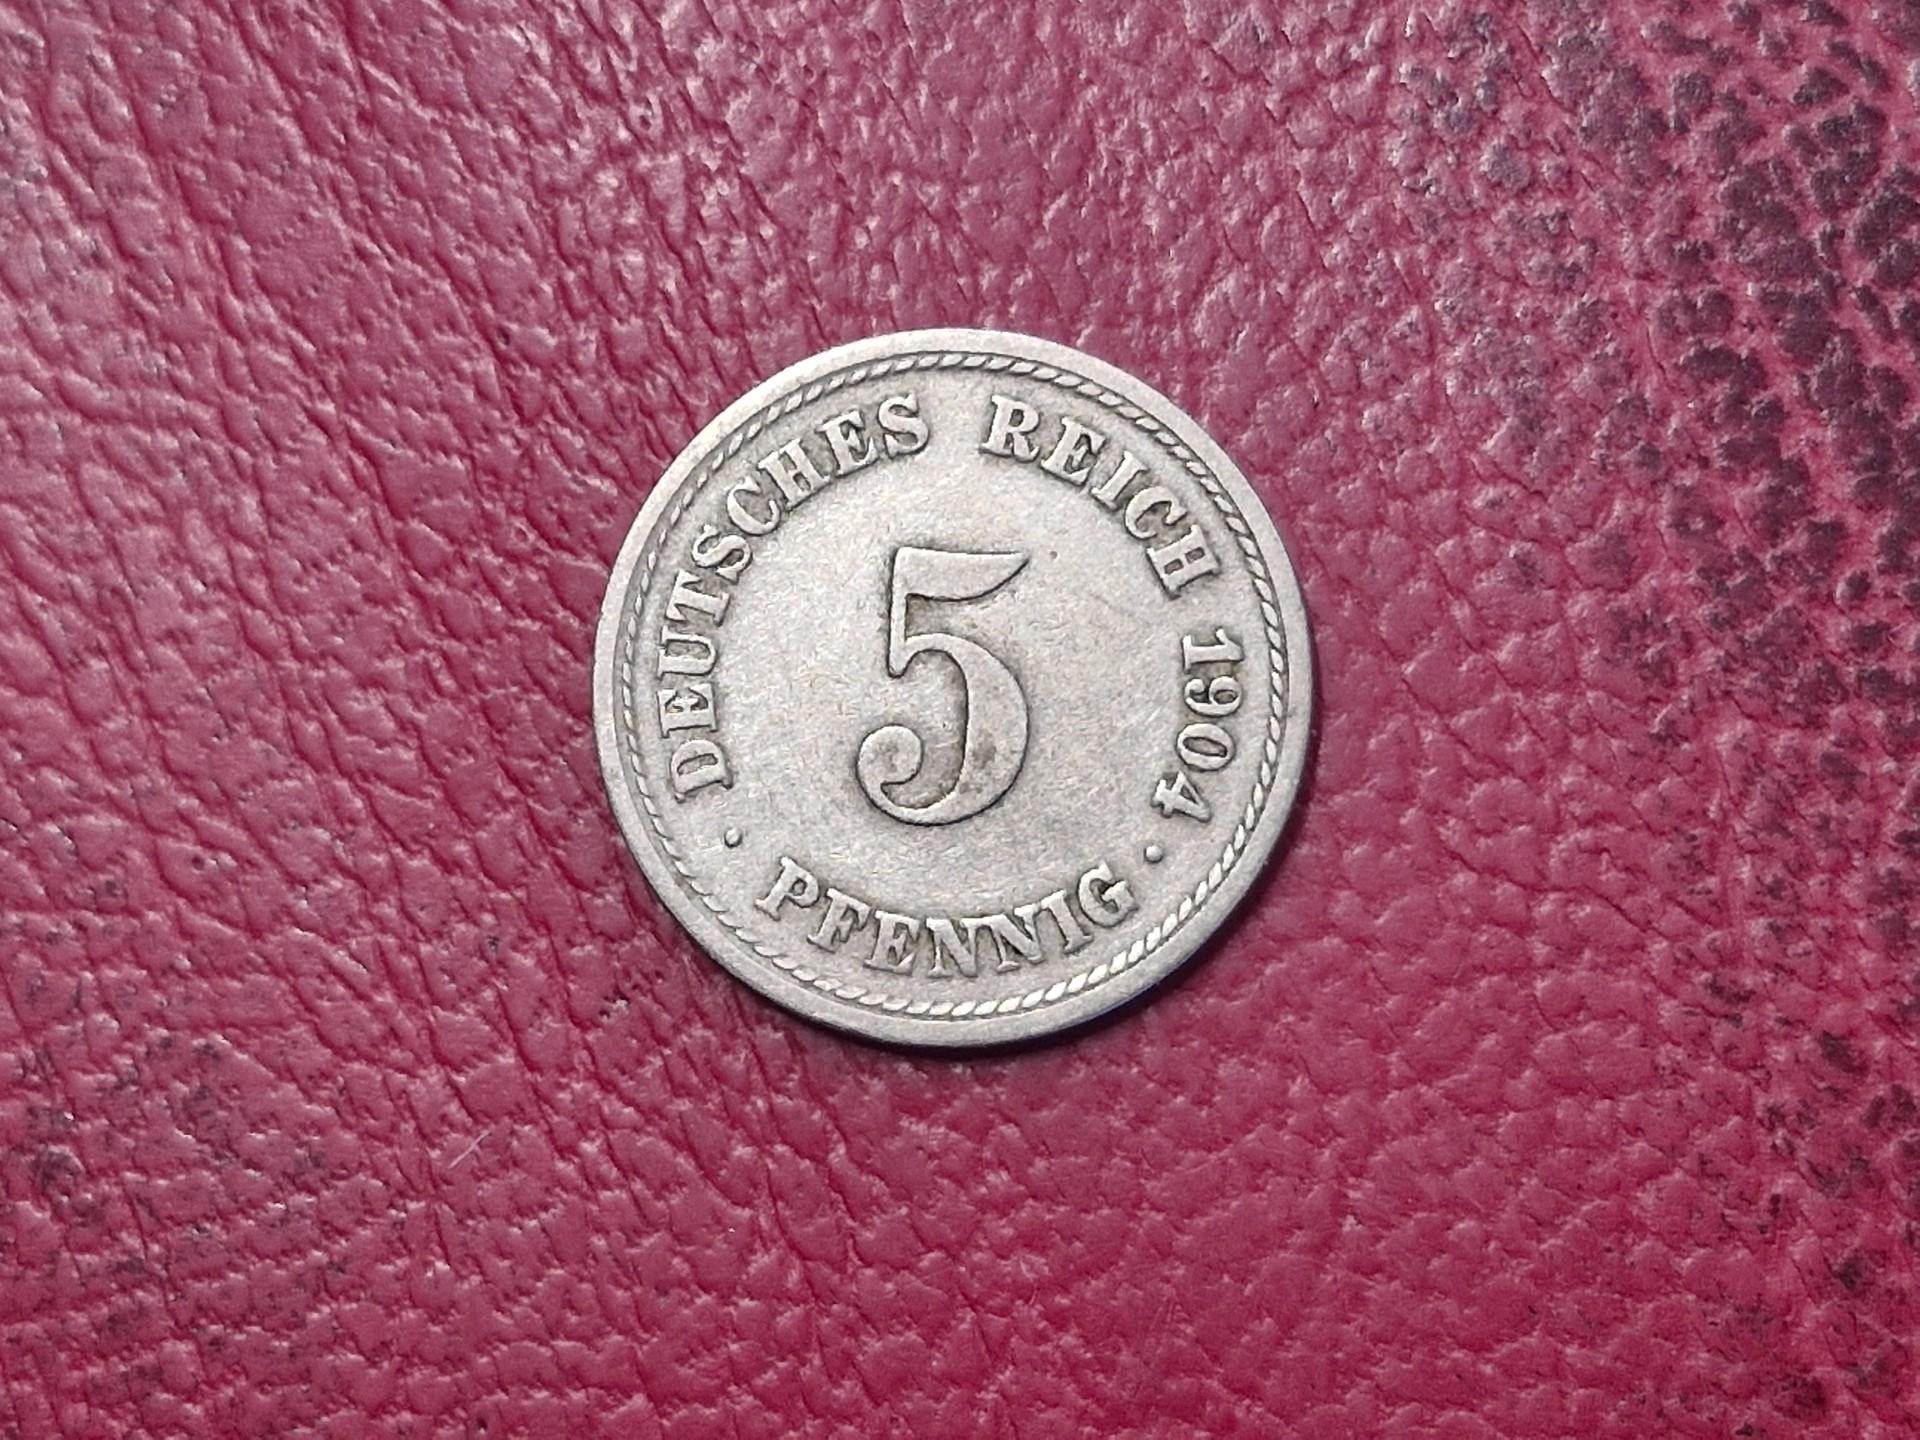 DEUTSCHES REICH 1904
5
· PFENNIG ·